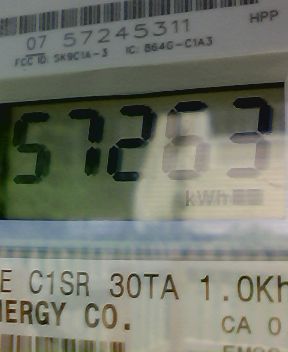 HPP
07 57245311
FCC ID: SK9C1A-3 IC: 864G-C1A3
57263
kWh
E C1SR 30TA 1.0Kh
NERGY CO.
CA 0